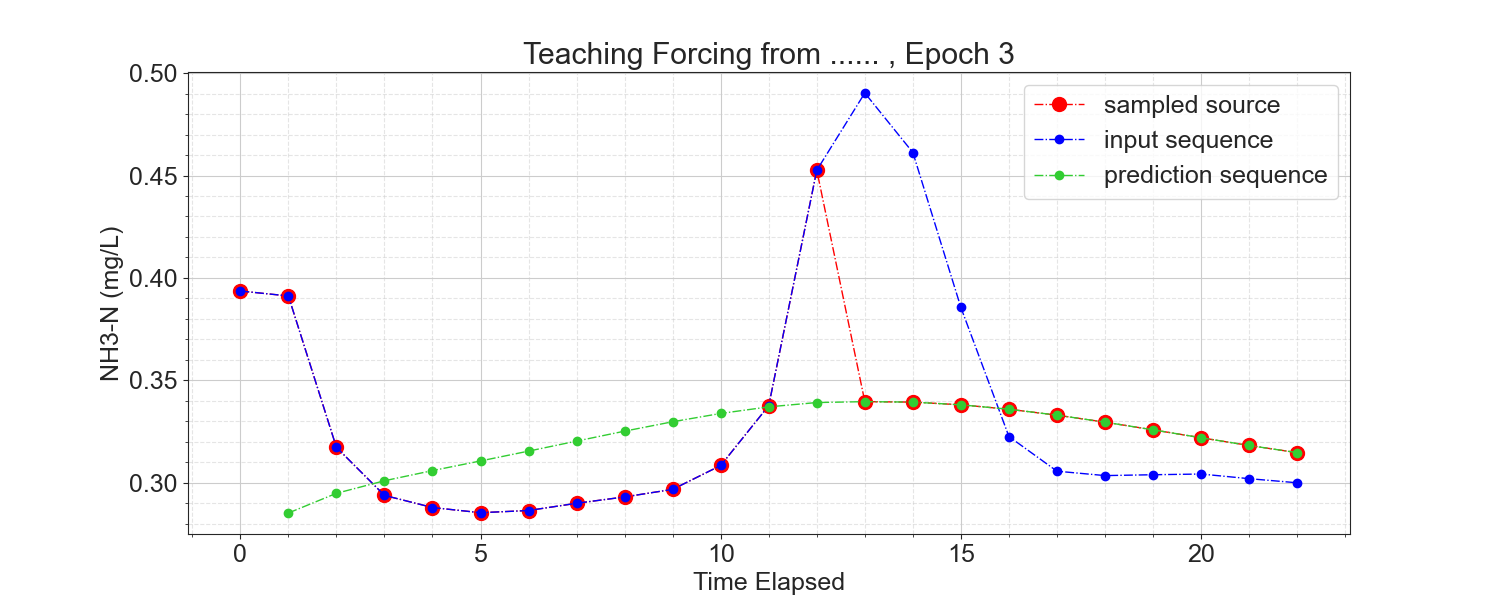 Teaching Forcing from ...... , Epoch 3
0.50
0.45
0.40
0.35
0.30
NH3-N (mg/L)
sampled source
input sequence
prediction sequence
0 5 10 15 20
Time Elapsed